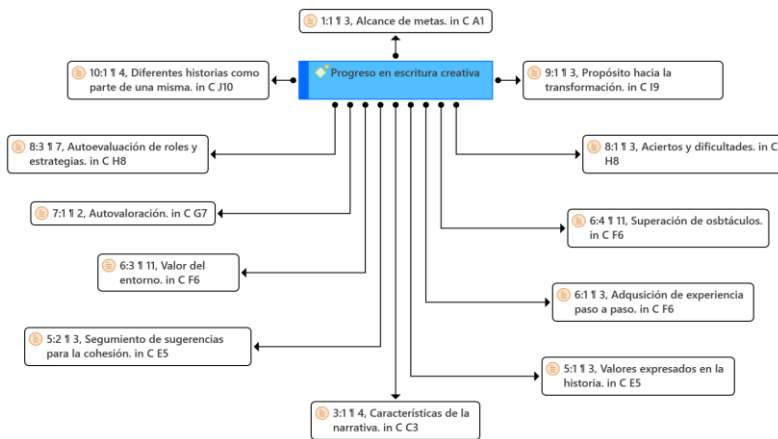 1:1 ¶ 3, Alcance de metas. in C A1
10:1 ¶ 4, Diferentes historias como
parte de una misma. in C J10
Progreso en escritura creativa
9:1 ¶ 3, Propósito hacia la
transformación. in C I9
8:3 ¶ 7, Autoevaluación de roles y
estrategias. in C H8
8:1 ¶ 3, Aciertos y dificultades. in C
H8
7:1 ¶ 2, Autovaloración. in C G7
6:4 ¶ 11, Superación de osbtáculos.
in C F6
6:3 ¶ 11, Valor del
entorno. in C F6
6:1 ¶ 3, Adqusición de experiencia
paso a paso. in C F6
5:2 ¶ 3, Segumiento de sugerencias
para la cohesión. in C E5
5:1 ¶ 3, Valores expresados en la
historia. in C E5
3:1 ¶ 4, Características de la
narrativa. in C C3